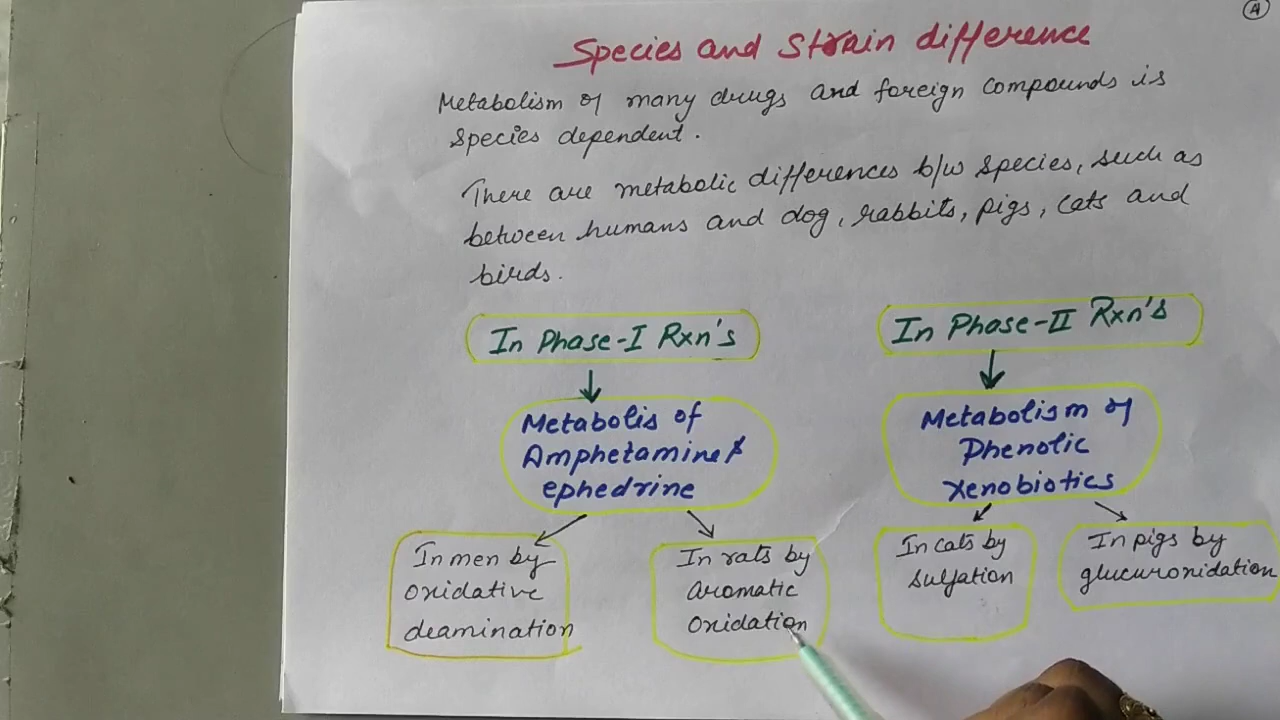 4
Species and Strain difference
Metabolism of many drugs and foreign compounds is
species dependent.
There are metabolic differences b/w species, such as
between humans and dog, rabbits, pigs, cats and
birds.
In Phase-I Rxn's
In Phase-II Rxn's
Metabolis of
Amphetamine &
ephedrine
Metabolism of
Phenolic
Xenobiotics
In men by
oxidative
deamination
In rats by
Aromatic
Oxidation
In cats by
Sulfation
In pigs by
glucuronidation